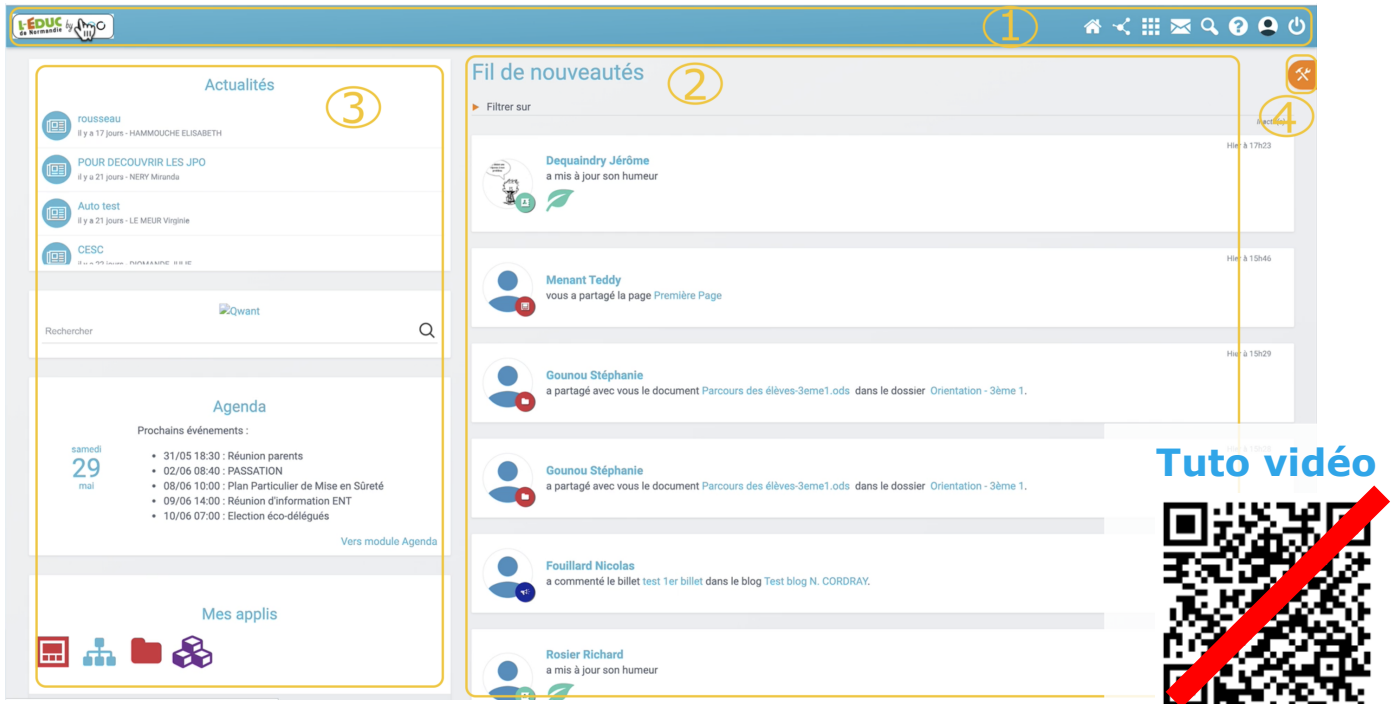 L'ÉDUC by
de Normandie
1
Actualités
3
rousseau
il y a 17 jours - HAMMOUCHE ELISABETH
POUR DECOUVRIR LES JPO
il y a 21 jours - NERY Miranda
Auto test
il y a 21 jours - LE MEUR Virginie
CESC
il y a 22 jours - DIOMANDE JULIE
Qwant
Rechercher
Agenda
Prochains événements :
samedi
29
mai
31/05 18:30 : Réunion parents
02/06 08:40 : PASSATION
08/06 10:00 : Plan Particulier de Mise en Sûreté
09/06 14:00 : Réunion d'information ENT
10/06 07:00 : Election éco-délégués
Vers module Agenda
Mes applis
Fil de nouveautés
2
4
Filtrer sur
Hier à 17h23
Dequaindry Jérôme
a mis à jour son humeur
Hier à 15h46
Menant Teddy
vous a partagé la page Première Page
Hier à 15h29
Gounou Stéphanie
a partagé avec vous le document Parcours des élèves-3eme1.ods dans le dossier Orientation - 3ème 1.
Gounou Stéphanie
a partagé avec vous le document Parcours des élèves-3eme1.ods dans le dossier Orientation - 3ème 1.
Fouillard Nicolas
a commenté le billet test 1er billet dans le blog Test blog N. CORDRAY.
Rosier Richard
a mis à jour son humeur
Tuto vidéo